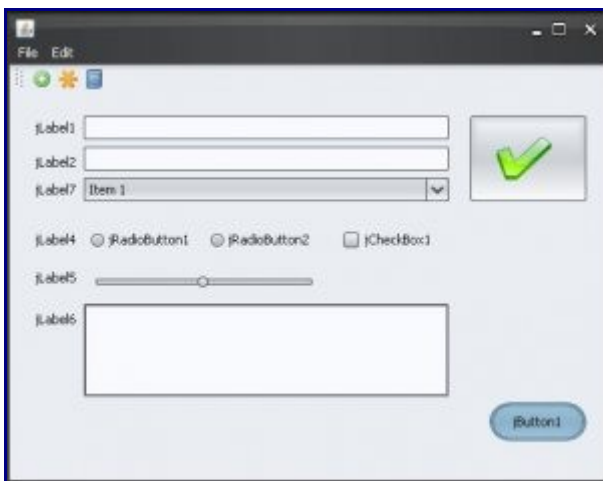 File Edit
jLabel1
jLabel2
jLabel7 Item 1
jLabel4 jRadioButton1 jRadioButton2 jCheckBox1
jLabel5
jLabel6
jButton1